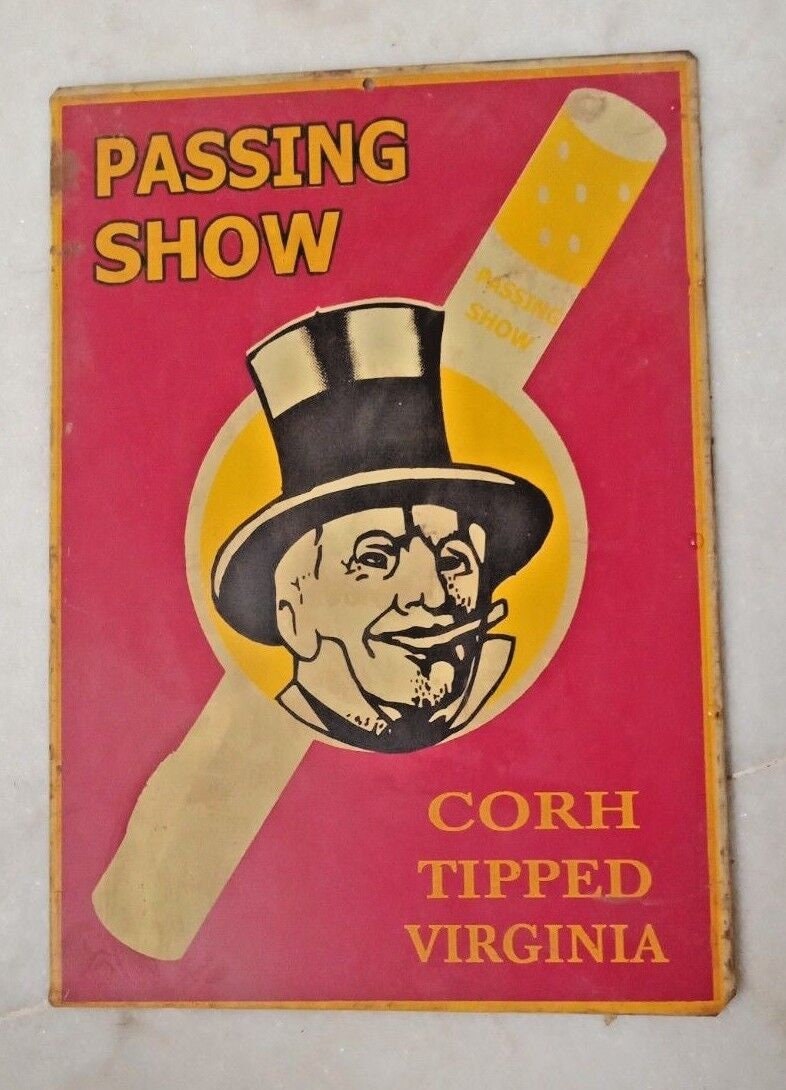 PASSING
SHOW
PASSING
SHOW
CORH
TIPPED
VIRGINIA